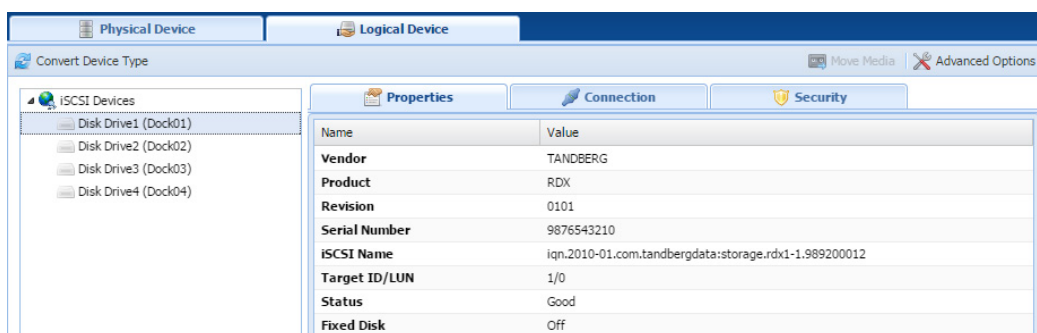 Physical Device Logical Device
Convert Device Type Move Media Advanced Options
iSCSI Devices
Disk Drive1 (Dock01)
Disk Drive2 (Dock02)
Disk Drive3 (Dock03)
Disk Drive4 (Dock04)
Properties Connection Security
Name Value
Vendor TANDBERG
Product RDX
Revision 0101
Serial Number 9876543210
iSCSI Name iqn.2010-01.com.tandbergdata:storage.rdx1-1.989200012
Target ID/LUN 1/0
Status Good
Fixed Disk Off